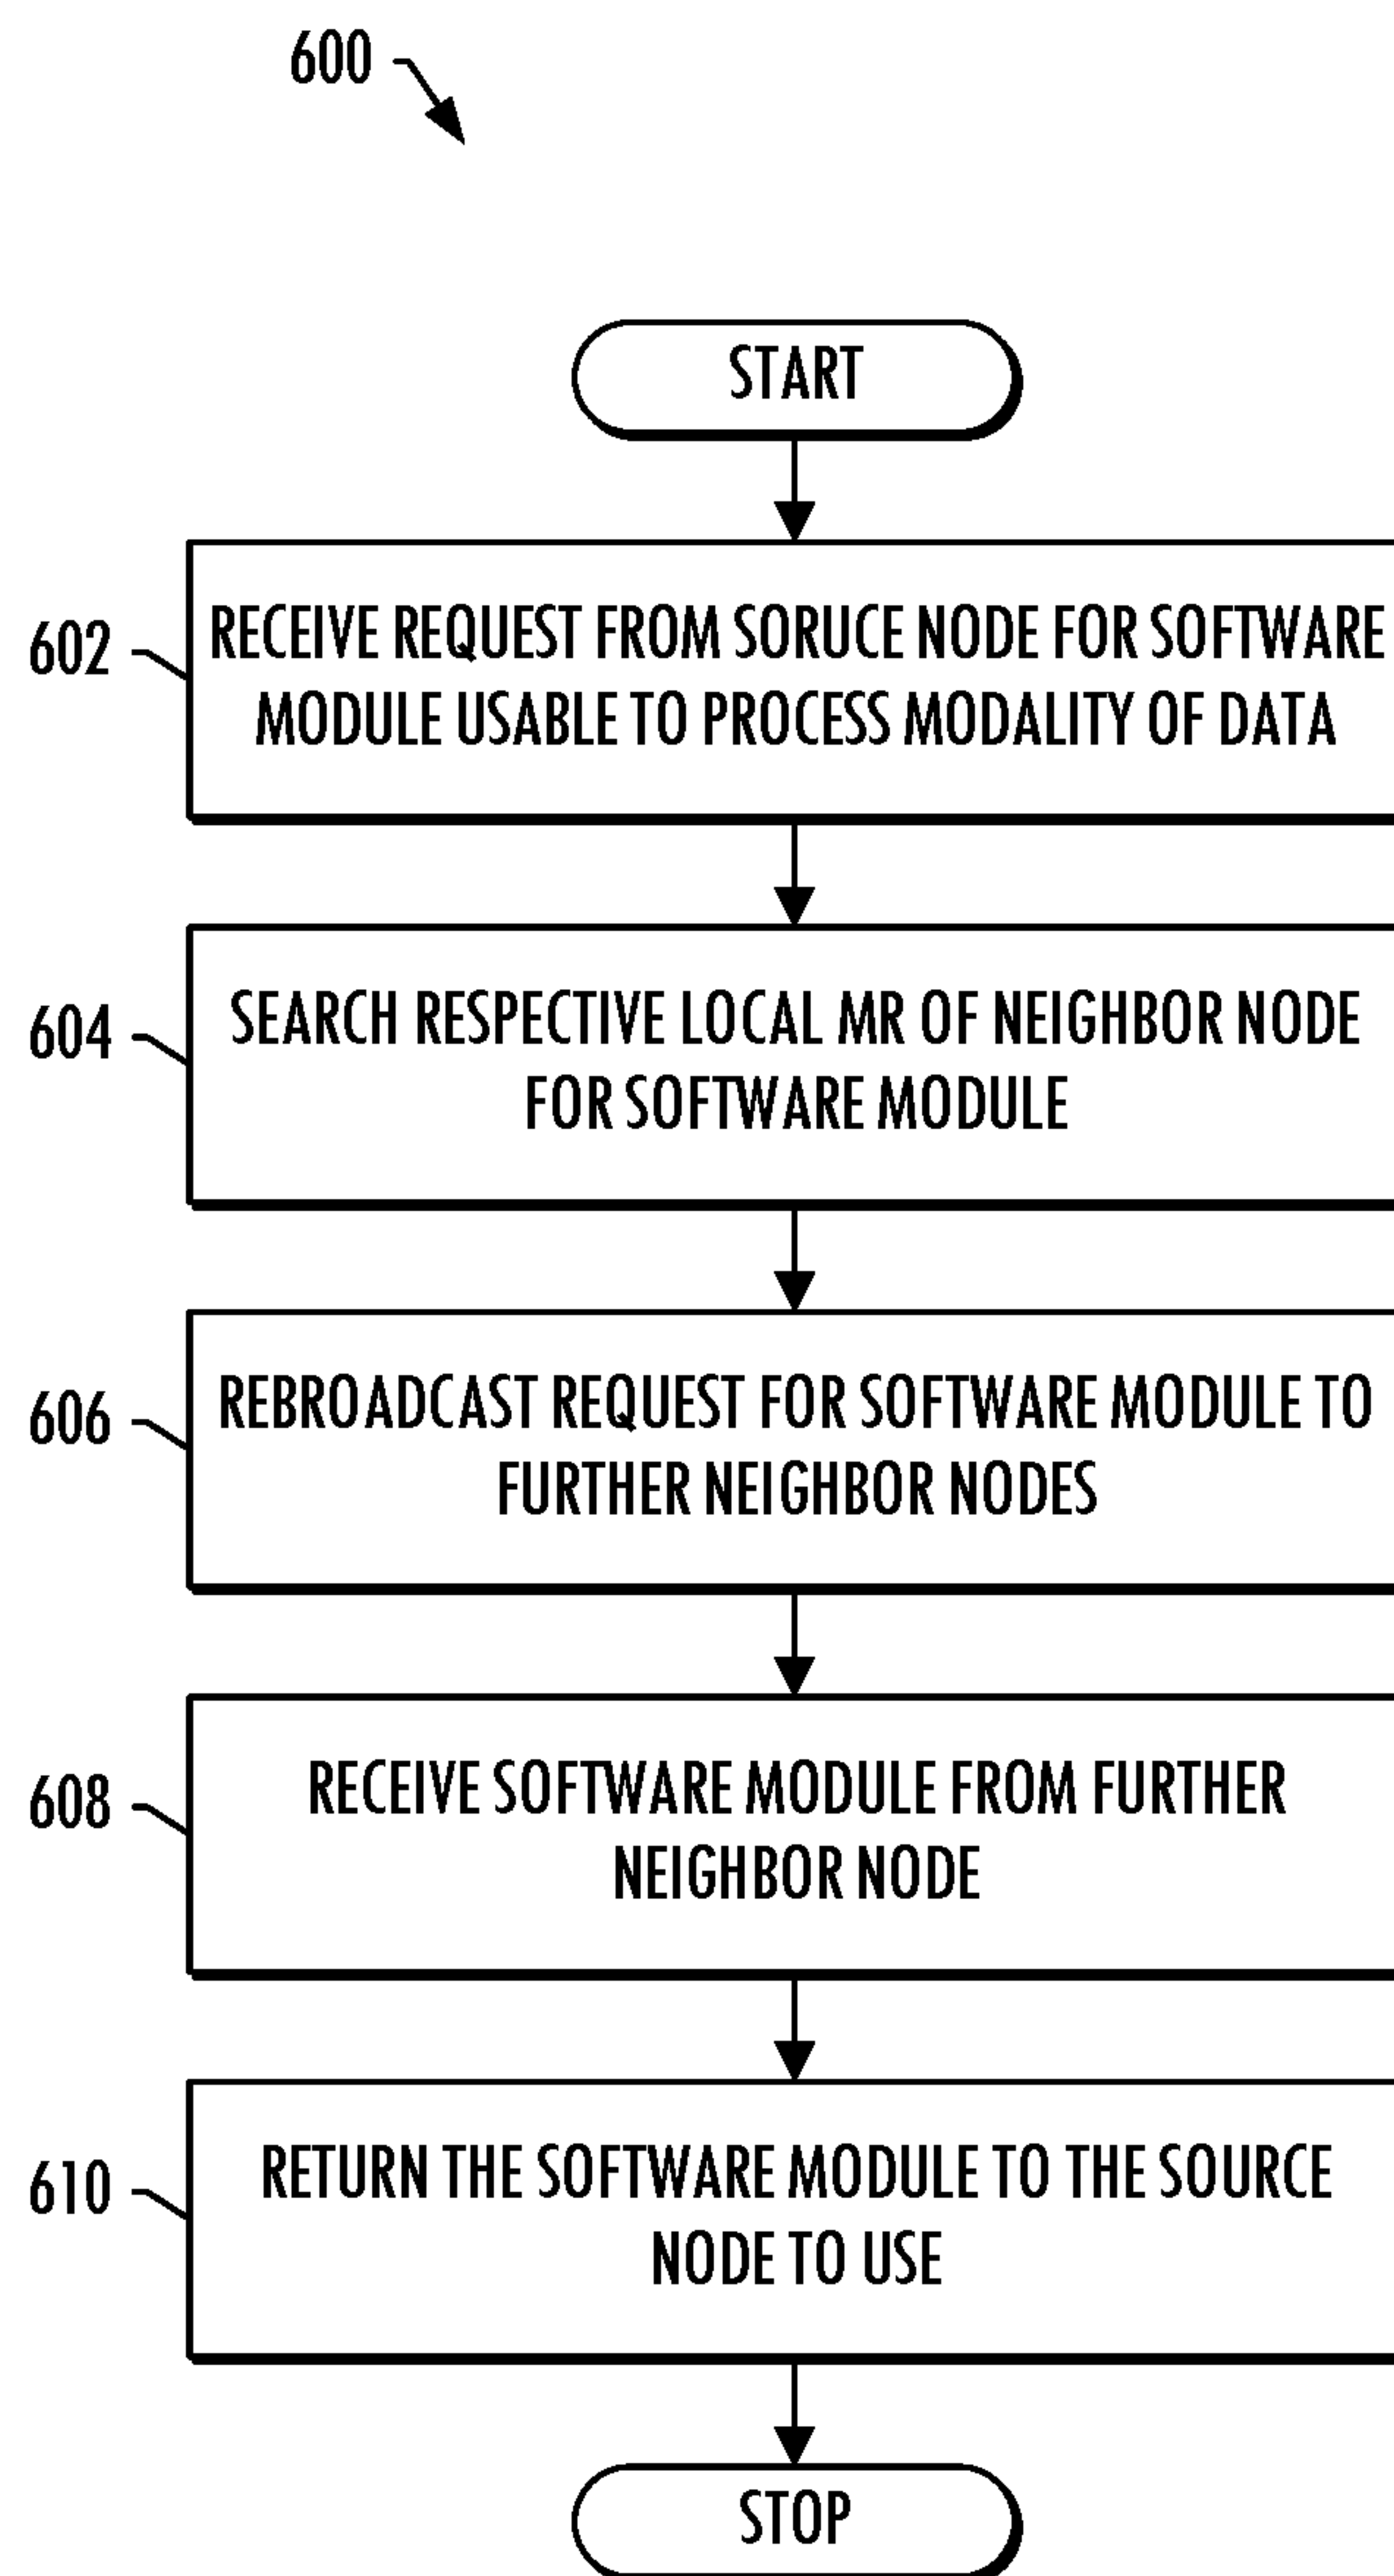 600
START
602
RECEIVE REQUEST FROM SORUCE NODE FOR SOFTWARE
MODULE USABLE TO PROCESS MODALITY OF DATA
604
SEARCH RESPECTIVE LOCAL MR OF NEIGHBOR NODE
FOR SOFTWARE MODULE
606
REBROADCAST REQUEST FOR SOFTWARE MODULE TO
FURTHER NEIGHBOR NODES
608
RECEIVE SOFTWARE MODULE FROM FURTHER
NEIGHBOR NODE
610
RETURN THE SOFTWARE MODULE TO THE SOURCE
NODE TO USE
STOP